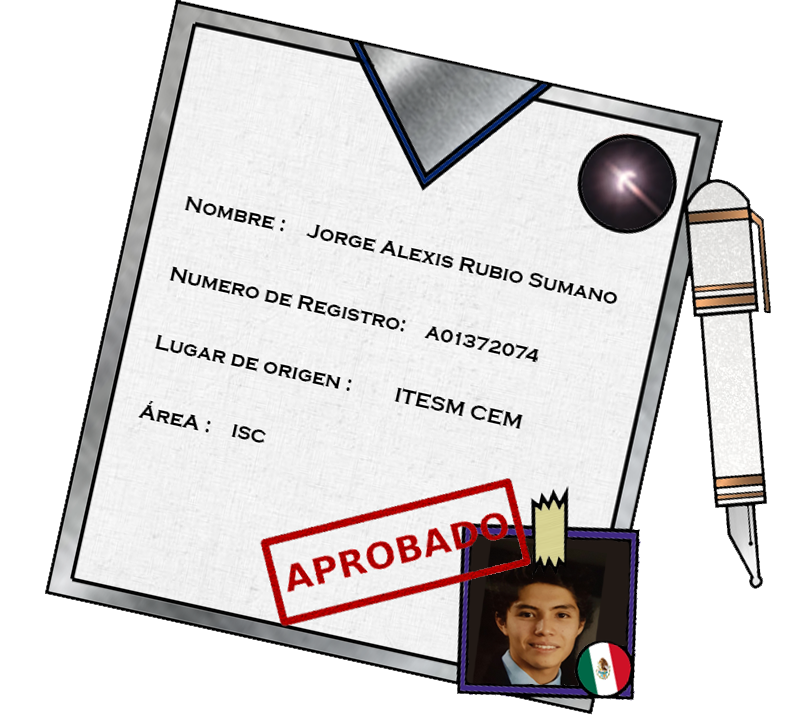 Nombre : Jorge Alexis Rubio Sumano
Numero de Registro: A01372074
Lugar de origen : ITESM CEM
Área : ISC
APROBADO